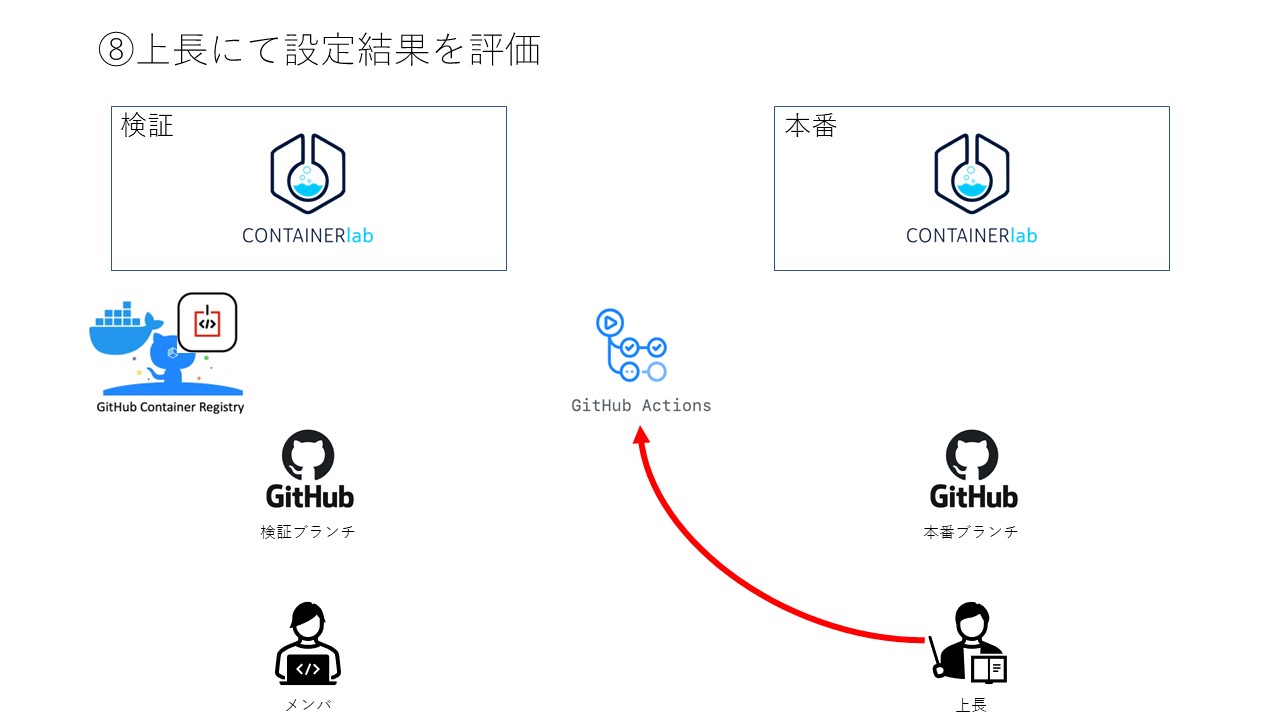 ⑧上長にて設定結果を評価
検証
CONTAINERlab
本番
CONTAINERlab
</>
GitHub Container Registry
GitHub Actions
GitHub
検証ブランチ
GitHub
本番ブランチ
</>
メンバ
上長